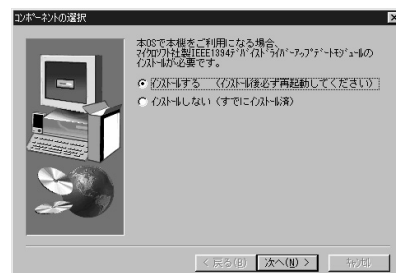 コンポーネントの選択
本OSで本機をご利用になる場合、
マイクロソフト社製IEEE1394デバイスドライバーアップデートモジュールの
インストールが必要です。
インストールする (インストール後必ず再起動してください)
インストールしない (すでにインストール済)
< 戻る(B)
次へ(N) >
キャンセル